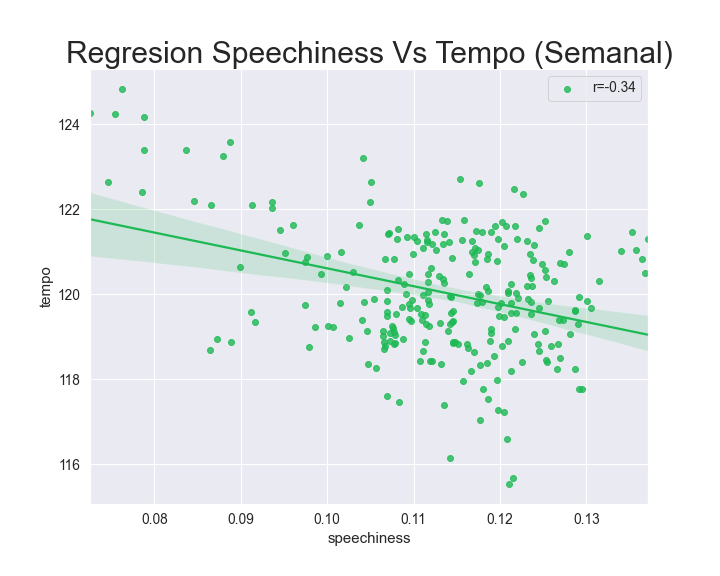 Regresion Speechiness Vs Tempo (Semanal)
r=-0.34
124
122
120
118
116
tempo
0.08 0.09 0.10 0.11 0.12 0.13
speechiness